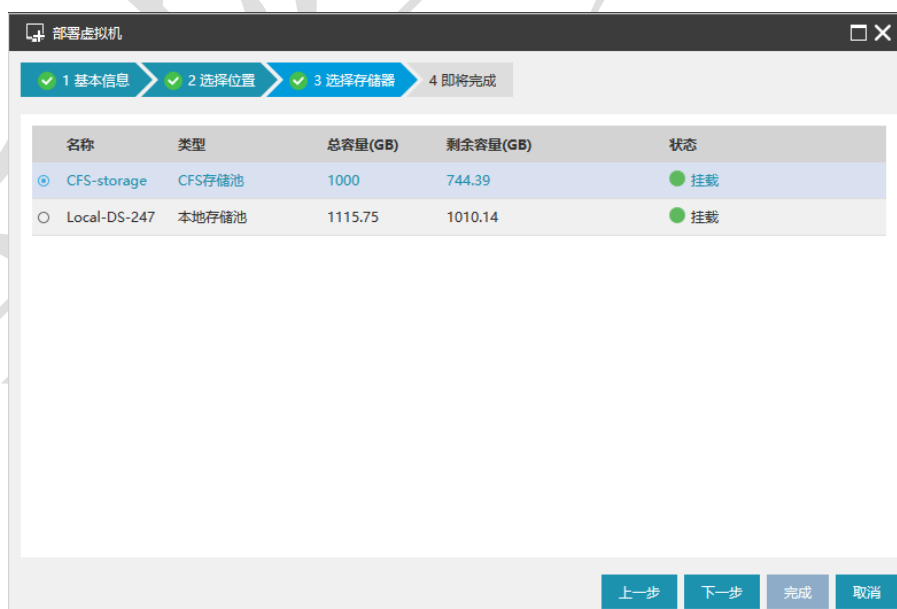 部署虚拟机
1 基本信息 2 选择位置 3 选择存储器 4 即将完成
名称 类型 总容量(GB) 剩余容量(GB) 状态
CFS-storage CFS存储池 1000 744.39 挂载
Local-DS-247 本地存储池 1115.75 1010.14 挂载
上一步 下一步 完成 取消